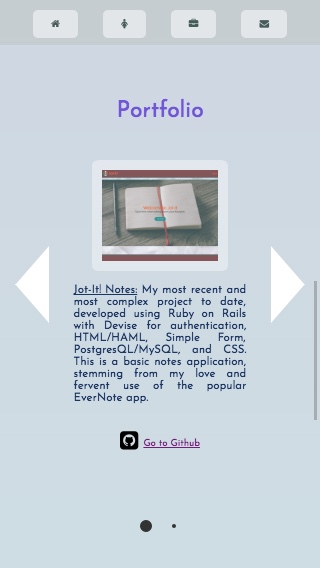 Portfolio
Jot-It! Notes: My most recent and
most complex project to date,
developed using Ruby on Rails
with Devise for authentication,
HTML/HAML, Simple Form,
PostgresQL/MySQL, and CSS.
This is a basic notes application,
stemming from my love and
fervent use of the popular
EverNote app.
Go to Github